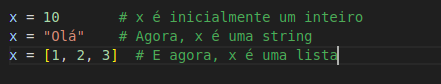 x = 10        # x é inicialmente um inteiro
x = "Olá"     # Agora, x é uma string
x = [1, 2, 3]  # E agora, x é uma lista